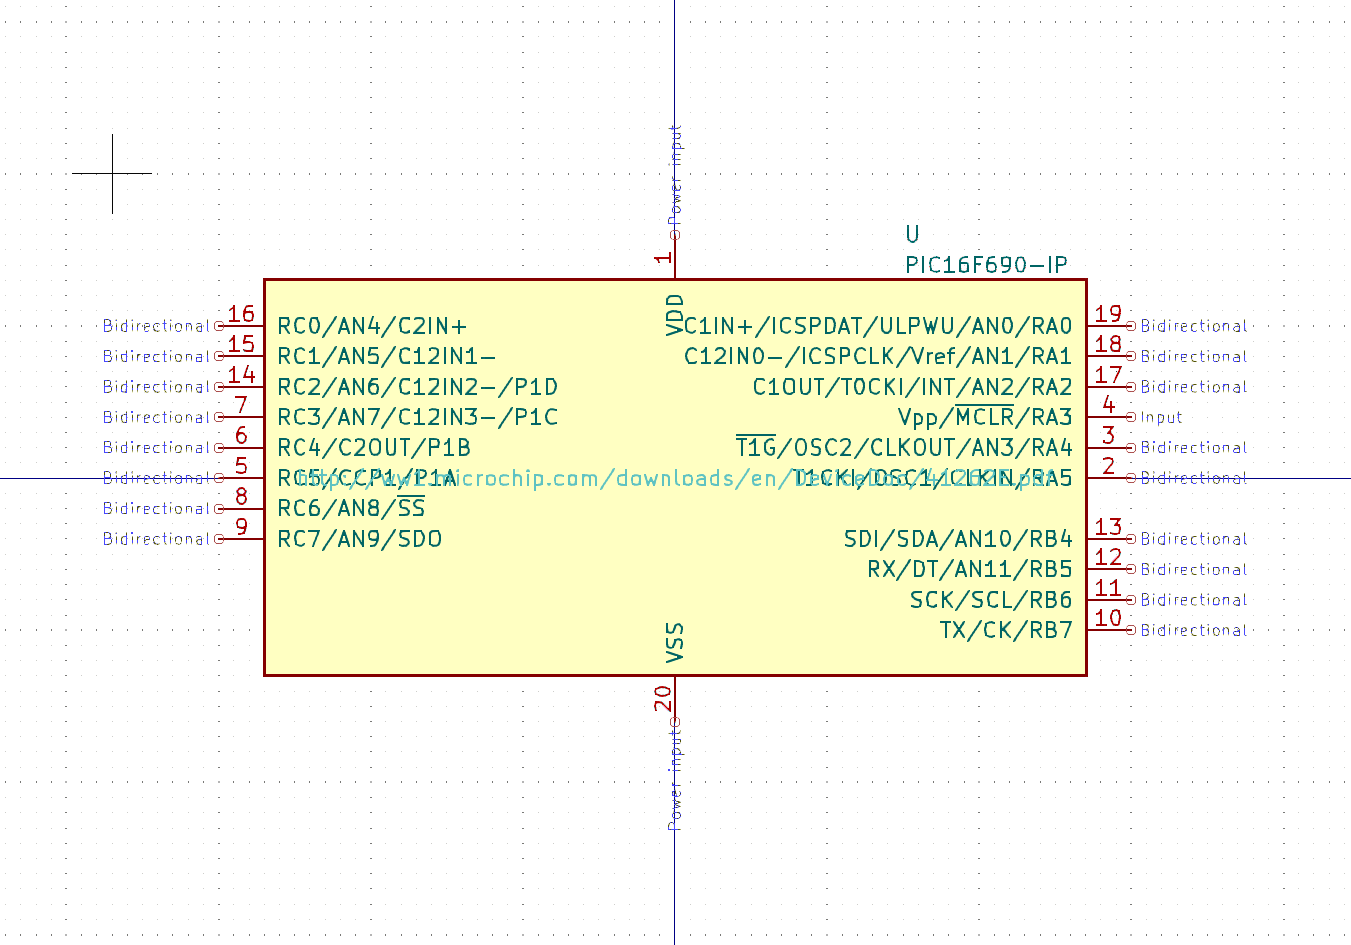 Power input
1
U
PIC16F690-IP
VDD
Bidirectional 16 RC0/AN4/C2IN+ C1IN+/ICSPDAT/ULPWU/AN0/RA0 19 Bidirectional
Bidirectional 15 RC1/AN5/C12IN1- C12IN0-/ICSPCLK/Vref/AN1/RA1 18 Bidirectional
Bidirectional 14 RC2/AN6/C12IN2-/P1D C1OUT/T0CKI/INT/AN2/RA2 17 Bidirectional
Bidirectional 7 RC3/AN7/C12IN3-/P1C Vpp/MCLR/RA3 4 Input
Bidirectional 6 RC4/C2OUT/P1B T1G/OSC2/CLKOUT/AN3/RA4 3 Bidirectional
Bidirectional 5 RC5/CCP1/P1A T1CKI/OSC1/CLKIN/RA5 2 Bidirectional
http://ww1.microchip.com/downloads/en/DeviceDoc/41262E.pdf
Bidirectional 8 RC6/AN8/SS
Bidirectional 9 RC7/AN9/SDO SDI/SDA/AN10/RB4 13 Bidirectional
RX/DT/AN11/RB5 12 Bidirectional
SCK/SCL/RB6 11 Bidirectional
TX/CK/RB7 10 Bidirectional
VSS
20
Power input